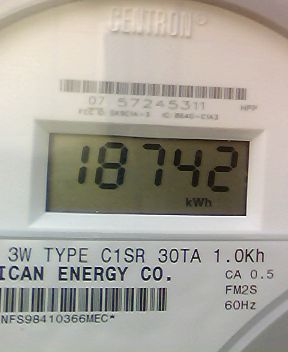 CENTRON®
07 57245311
HPP
18742
kWh
3W TYPE C1SR 30TA 1.0Kh
ICAN ENERGY CO.
CA 0.5
FM2S
60Hz
NFS98410366MEC*